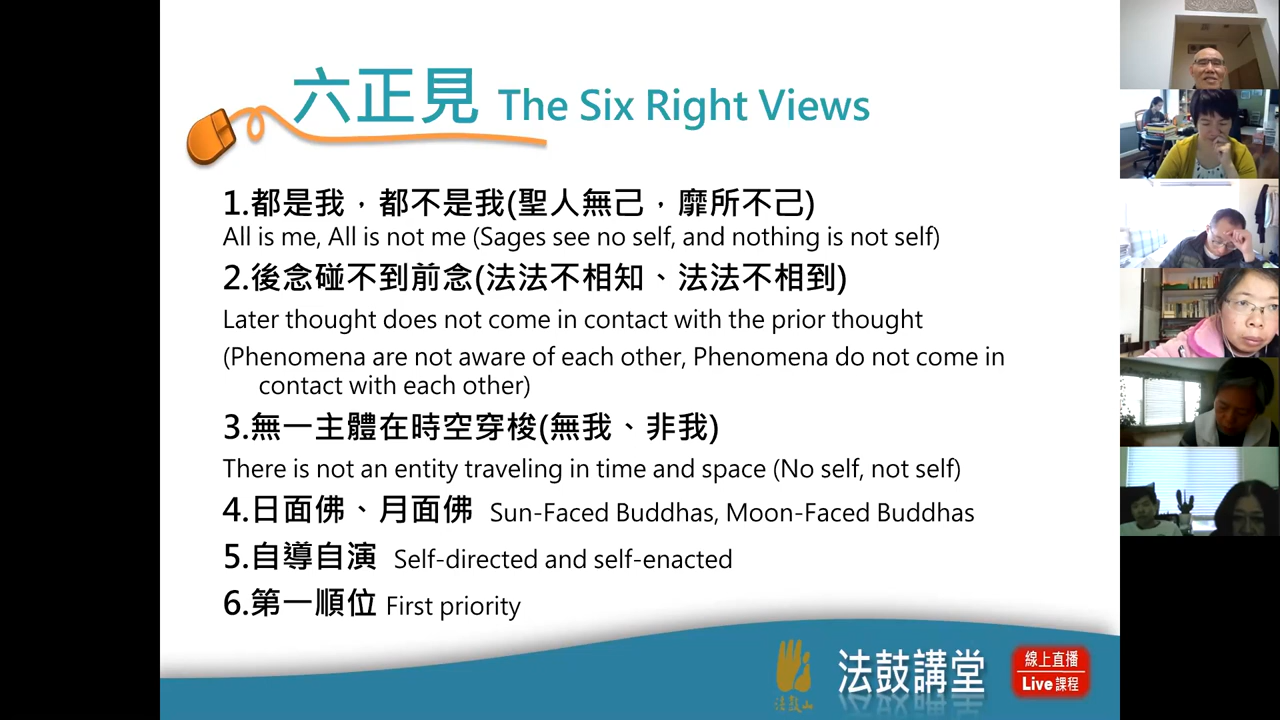 六正見 The Six Right Views
1.都是我，都不是我(聖人無己，靡所不己)
All is me, All is not me (Sages see no self, and nothing is not self)
2.後念碰不到前念(法法不相知、法法不相到)
Later thought does not come in contact with the prior thought
(Phenomena are not aware of each other, Phenomena do not come in
contact with each other)
3.無一主體在時空穿梭(無我、非我)
There is not an entity traveling in time and space (No self, not self)
4.日面佛、月面佛 Sun-Faced Buddhas, Moon-Faced Buddhas
5.自導自演 Self-directed and self-enacted
6.第一順位 First priority
法鼓山
法鼓講堂
線上直播
Live 課程